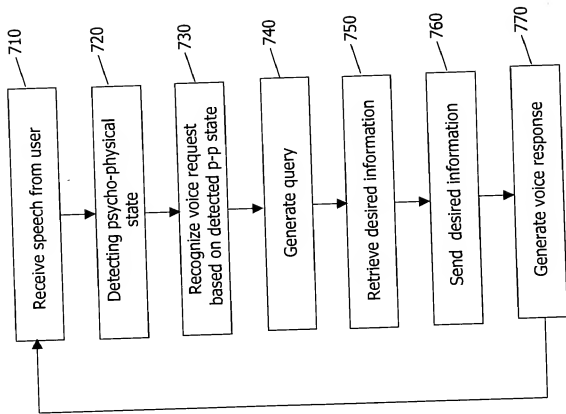 710
Receive speech from user
720
Detecting psycho-physical
state
730
Recognize voice request
based on detected p-p state
740
Generate query
750
Retrieve desired information
760
Send desired information
770
Generate voice response